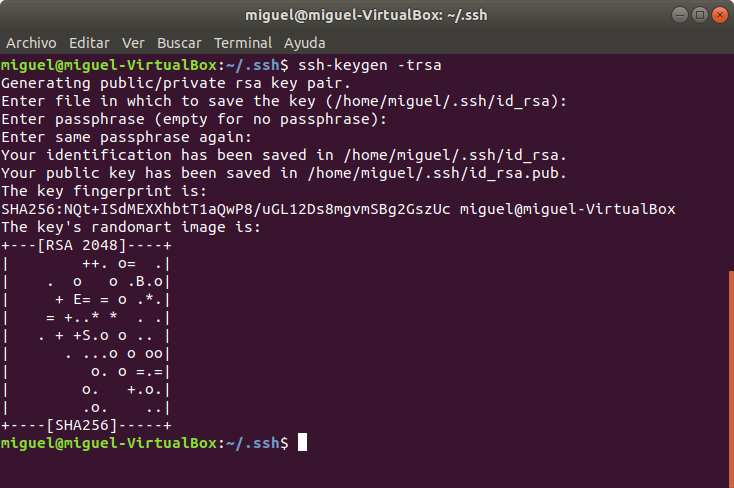 miguel@miguel-VirtualBox: ~/.ssh
Archivo Editar Ver Buscar Terminal Ayuda
miguel@miguel-VirtualBox:~/.ssh$ ssh-keygen -trsa
Generating public/private rsa key pair.
Enter file in which to save the key (/home/miguel/.ssh/id_rsa):
Enter passphrase (empty for no passphrase):
Enter same passphrase again:
Your identification has been saved in /home/miguel/.ssh/id_rsa.
Your public key has been saved in /home/miguel/.ssh/id_rsa.pub.
The key fingerprint is:
SHA256:NQt+ISdMEXXhbtT1aQwP8/uGL12Ds8mgvmSBg2GszUc miguel@miguel-VirtualBox
The key's randomart image is:
+---[RSA 2048]----+
|        ++. o=  .|
|    .  o   o .B.o|
|     + E= = o .*.|
|    = +..* *  . .|
|   . + +S.o o .. |
|      . ...o o oo|
|         o. o =.=|
|        o.   +.o.|
|        .o.    ..|
+----[SHA256]-----+
miguel@miguel-VirtualBox:~/.ssh$